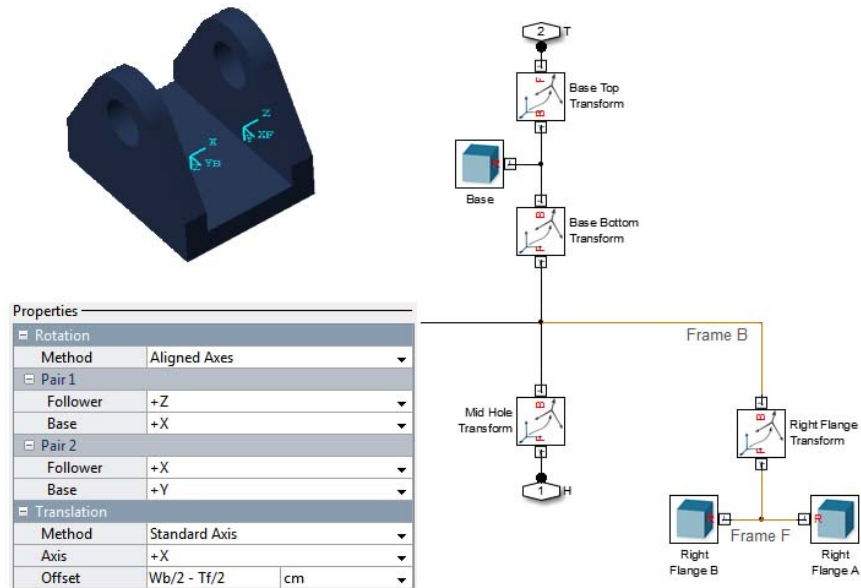 2 T
F
B
Base Top
Transform
R
Base
B
F
Base Bottom
Transform
X
Z YB
Z
Y XF
Properties
Rotation
Method Aligned Axes
Pair 1
Follower +Z
Base +X
Pair 2
Follower +X
Base +Y
Translation
Method Standard Axis
Axis +X
Offset Wb/2 - Tf/2 cm
Frame B
Mid Hole
Transform
B
F
1 H
B
F
Right Flange
Transform
R
R
Frame F
Right
Flange B
Right
Flange A